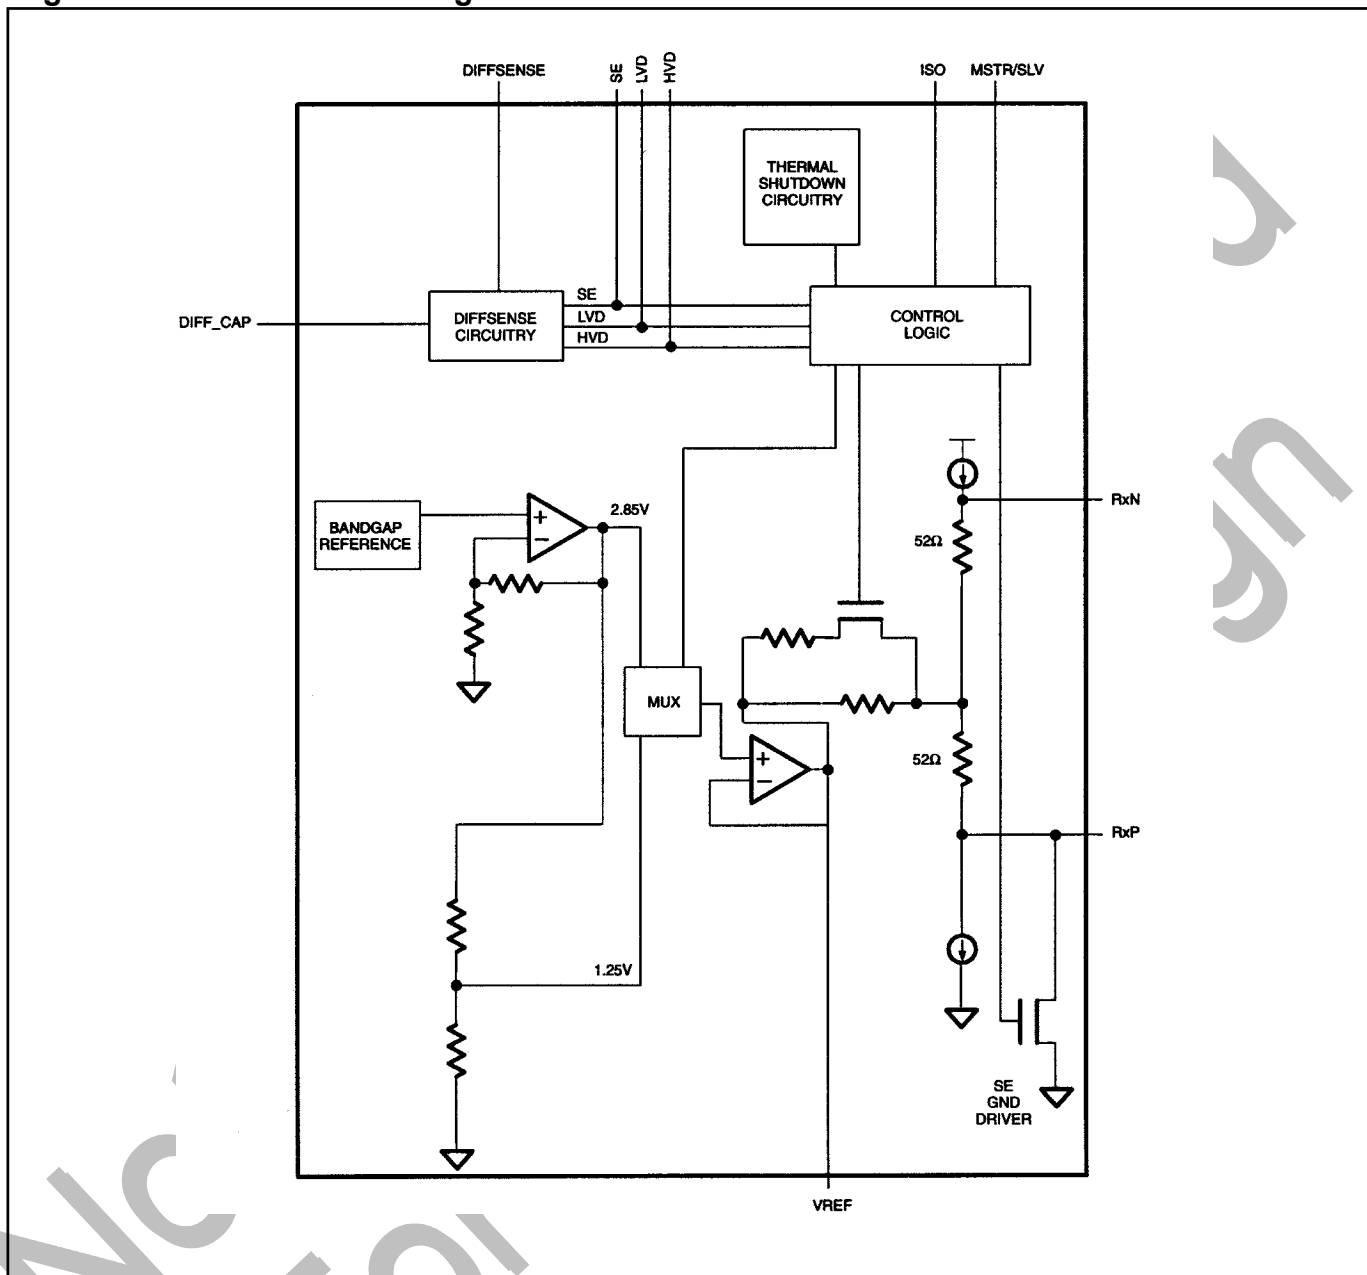 DIFFSENSE
SE
LVD
HVD
ISO
MSTR/SLV
THERMAL
SHUTDOWN
CIRCUITRY
DIFF_CAP
DIFFSENSE
CIRCUITRY
SE
LVD
HVD
CONTROL
LOGIC
BANDGAP
REFERENCE
+
−
2.85V
RxN
52Ω
MUX
+
−
52Ω
RxP
1.25V
SE
GND
DRIVER
VREF